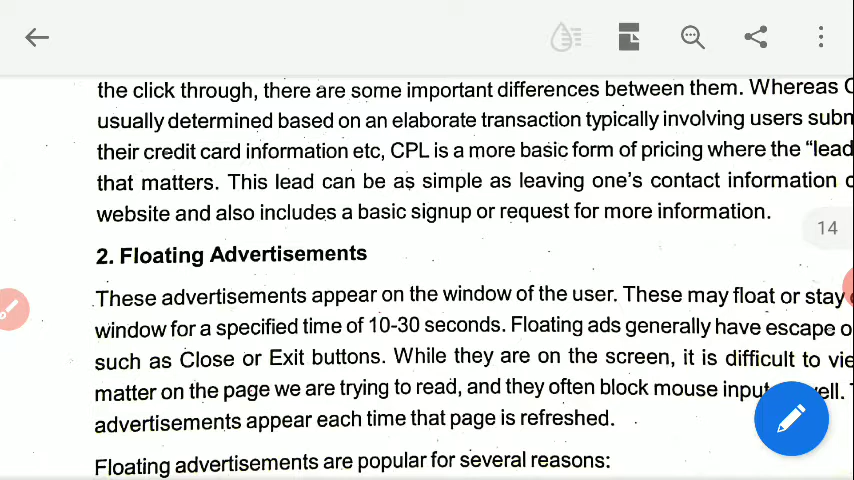 the click through, there are some important differences between them. Whereas
usually determined based on an elaborate transaction typically involving users
their credit card information etc, CPL is a more basic form of pricing where the “lead
that matters. This lead can be as simple as leaving one's contact information
website and also includes a basic signup or request for more information.
14
2. Floating Advertisements
These advertisements appear on the window of the user. These may float or stay
window for a specified time of 10-30 seconds. Floating ads generally have escape
such as Close or Exit buttons. While they are on the screen, it is difficult to
matter on the page we are trying to read, and they often block mouse
advertisements appear each time that page is refreshed.
Floating advertisements are popular for several reasons: